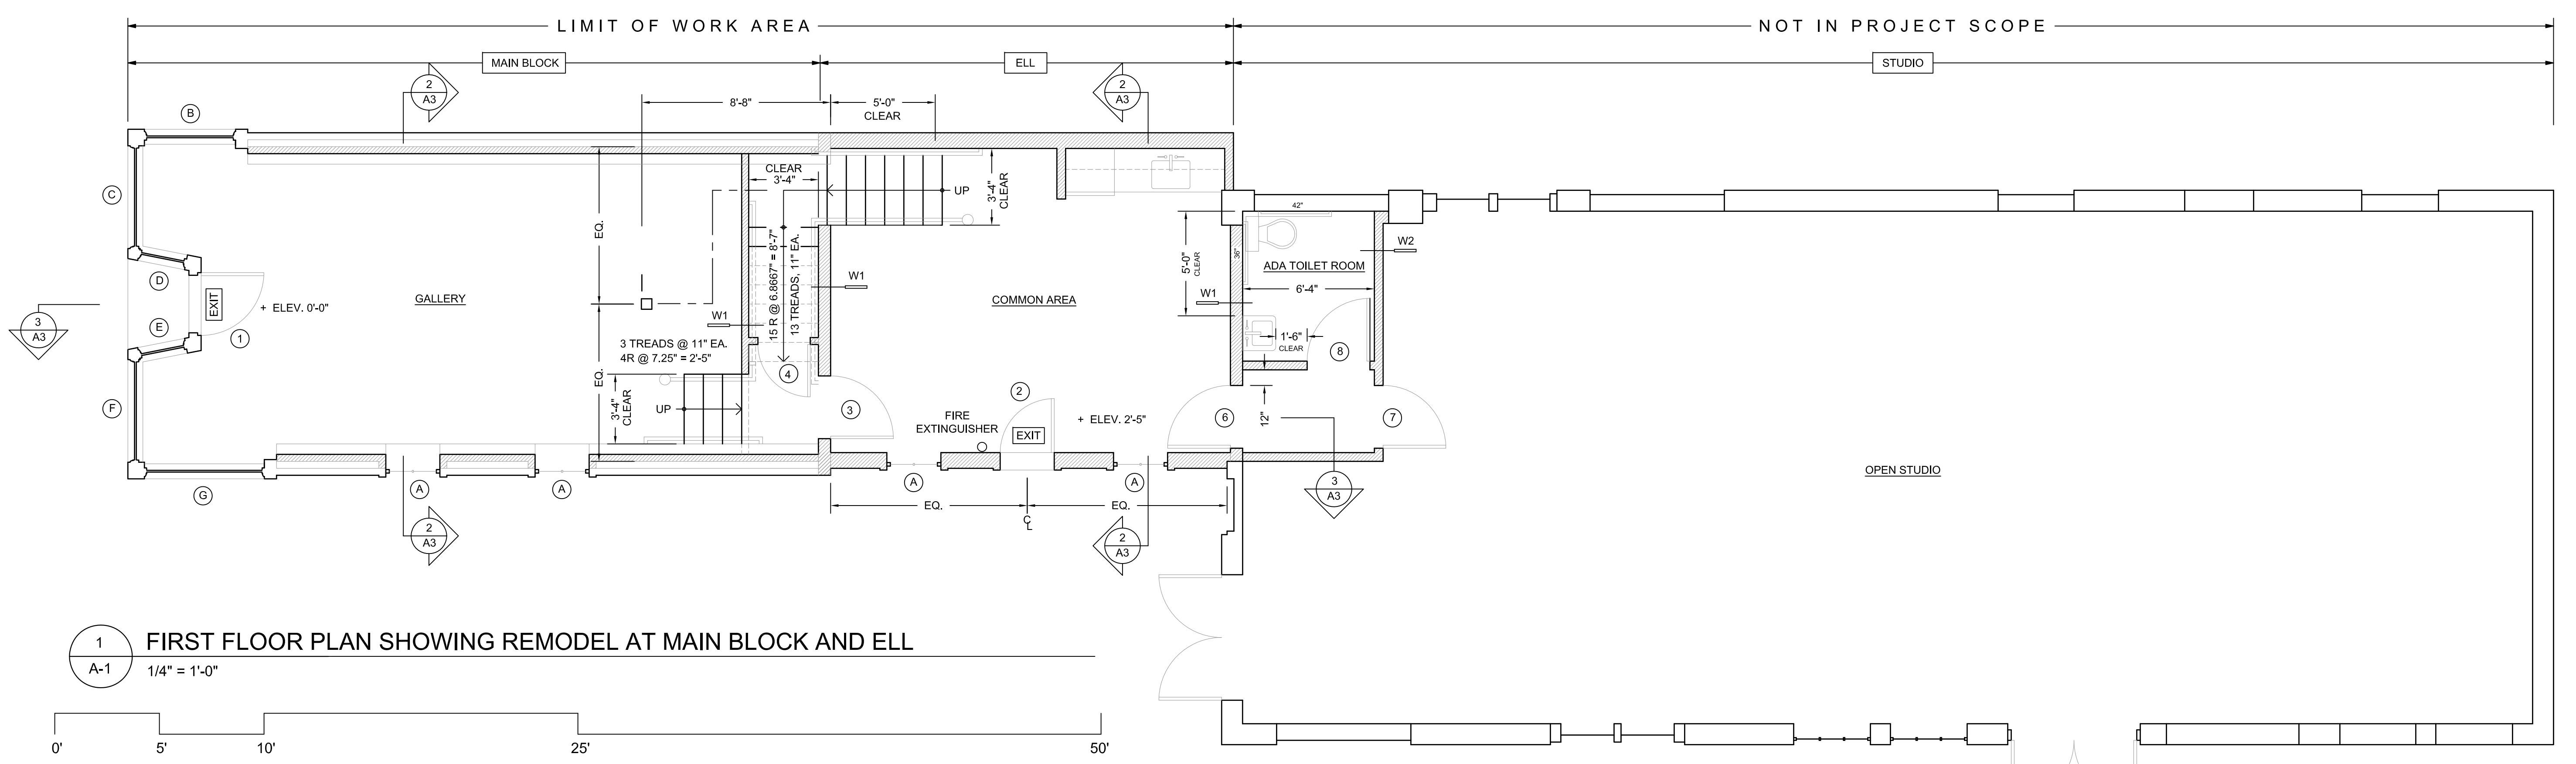 LIMIT OF WORK AREA
NOT IN PROJECT SCOPE
MAIN BLOCK
ELL
STUDIO
2
A3
2
A3
8'-8"
5'-0"
CLEAR
B
C
D
E
F
G
EXIT
1
+ ELEV. 0'-0"
3
A3
GALLERY
EQ.
EQ.
CLEAR
3'-4"
UP
3'-4"
CLEAR
15 R @ 6.8667" = 8'-7"
13 TREADS, 11" EA.
W1
W1
3 TREADS @ 11" EA.
4R @ 7.25" = 2'-5"
3'-4"
CLEAR
UP
4
3
COMMON AREA
FIRE
EXTINGUISHER
2
EXIT
+ ELEV. 2'-5"
5'-0"
CLEAR
W1
42"
36"
ADA TOILET ROOM
6'-4"
W2
1'-6"
CLEAR
8
6
12"
7
3
A3
OPEN STUDIO
A
A
A
A
EQ.
EQ.
CL
2
A3
2
A3
1
A-1
FIRST FLOOR PLAN SHOWING REMODEL AT MAIN BLOCK AND ELL
1/4" = 1'-0"
0'
5'
10'
25'
50'